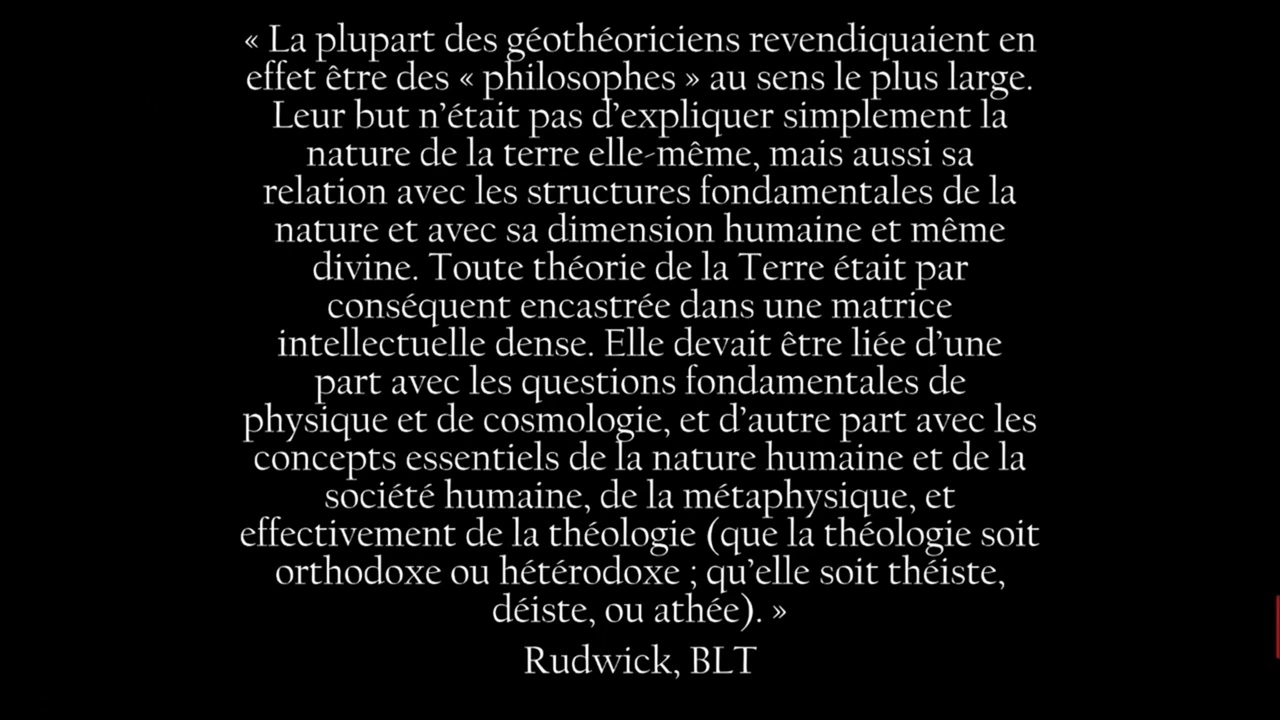 « La plupart des géothéoriciens revendiquaient en
effet être des « philosophes » au sens le plus large.
Leur but n’était pas d’expliquer simplement la
nature de la terre elle-même, mais aussi sa
relation avec les structures fondamentales de la
nature et avec sa dimension humaine et même
divine. Toute théorie de la Terre était par
conséquent encastrée dans une matrice
intellectuelle dense. Elle devait être liée d’une
part avec les questions fondamentales de
physique et de cosmologie, et d’autre part avec les
concepts essentiels de la nature humaine et de la
société humaine, de la métaphysique, et
effectivement de la théologie (que la théologie soit
orthodoxe ou hétérodoxe ; qu’elle soit théiste,
déiste, ou athée). »
Rudwick, BLT